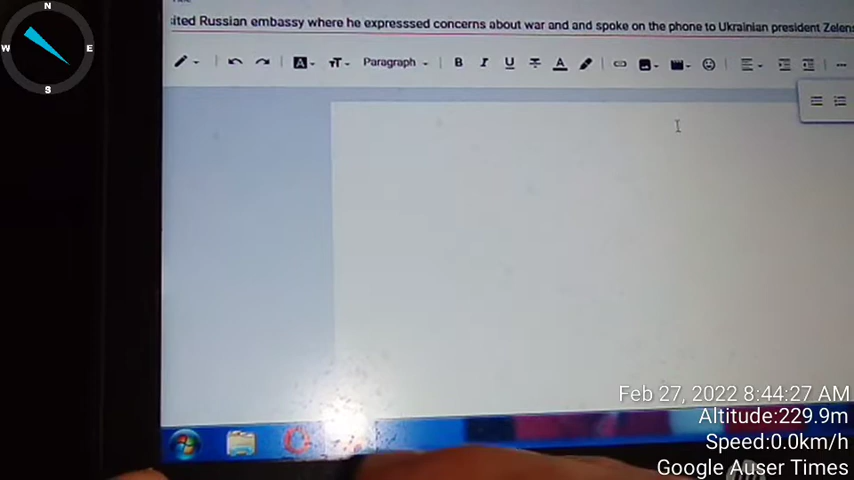 N
W E
S
ited Russian embassy where he expresssed concerns about war and and spoke on the phone to Ukrainian president Zelens
A Paragraph B I U A
Feb 27, 2022 8:44:27 AM
Altitude:229.9m
Speed:0.0km/h
Google Auser Times